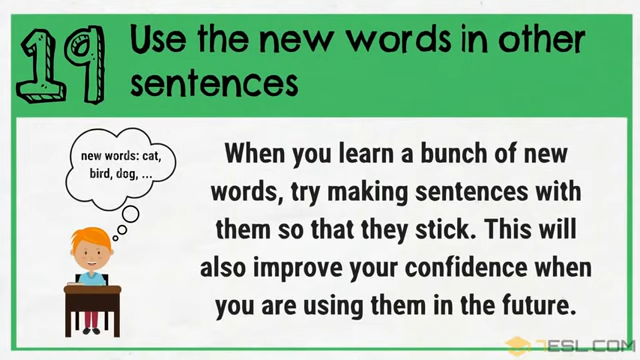 19
Use the new words in other
sentences
new words: cat,
bird, dog, ...
When you learn a bunch of new
words, try making sentences with
them so that they stick. This will
also improve your confidence when
you are using them in the future.
7ESL.COM